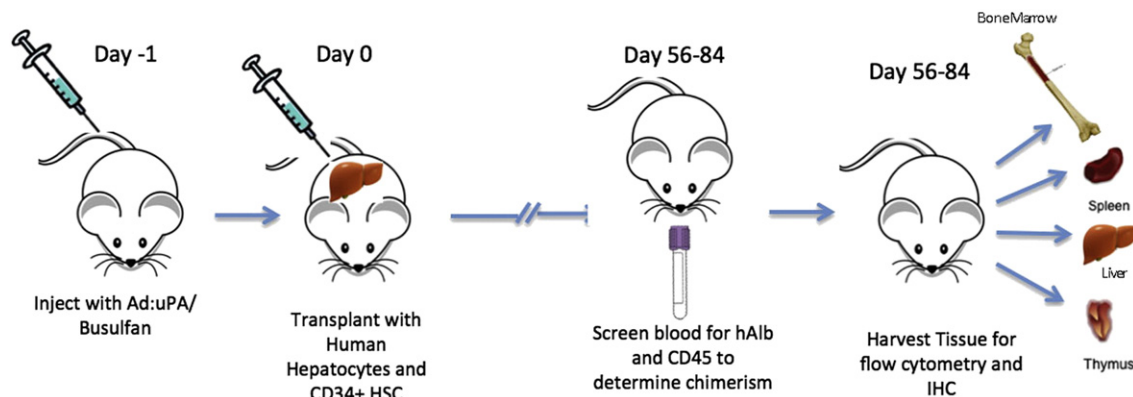 Day -1
Inject with Ad:uPA/
Busulfan
Day 0
Transplant with
Human
Hepatocytes and
CD34+ HSC
Day 56-84
Screen blood for hAlb
and CD45 to
determine chimerism
Day 56-84
Harvest Tissue for
flow cytometry and
IHC
BoneMarrow
Spleen
Liver
Thymus